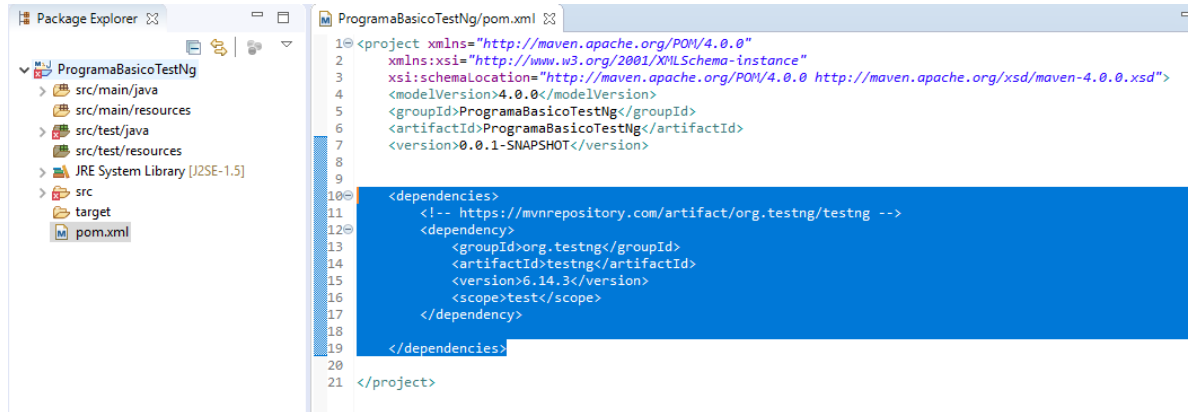 Package Explorer
ProgramaBasicoTestNg
src/main/java
src/main/resources
src/test/java
src/test/resources
JRE System Library [J2SE-1.5]
src
target
pom.xml
ProgramaBasicoTestNg/pom.xml
1 <project xmlns="http://maven.apache.org/POM/4.0.0"
2 xmlns:xsi="http://www.w3.org/2001/XMLSchema-instance"
3 xsi:schemaLocation="http://maven.apache.org/POM/4.0.0 http://maven.apache.org/xsd/maven-4.0.0.xsd">
4 <modelVersion>4.0.0</modelVersion>
5 <groupId>ProgramaBasicoTestNg</groupId>
6 <artifactId>ProgramaBasicoTestNg</artifactId>
7 <version>0.0.1-SNAPSHOT</version>
8
9
10 <dependencies>
11 <!-- https://mvnrepository.com/artifact/org.testng/testng -->
12 <dependency>
13 <groupId>org.testng</groupId>
14 <artifactId>testng</artifactId>
15 <version>6.14.3</version>
16 <scope>test</scope>
17 </dependency>
18
19 </dependencies>
20
21 </project>